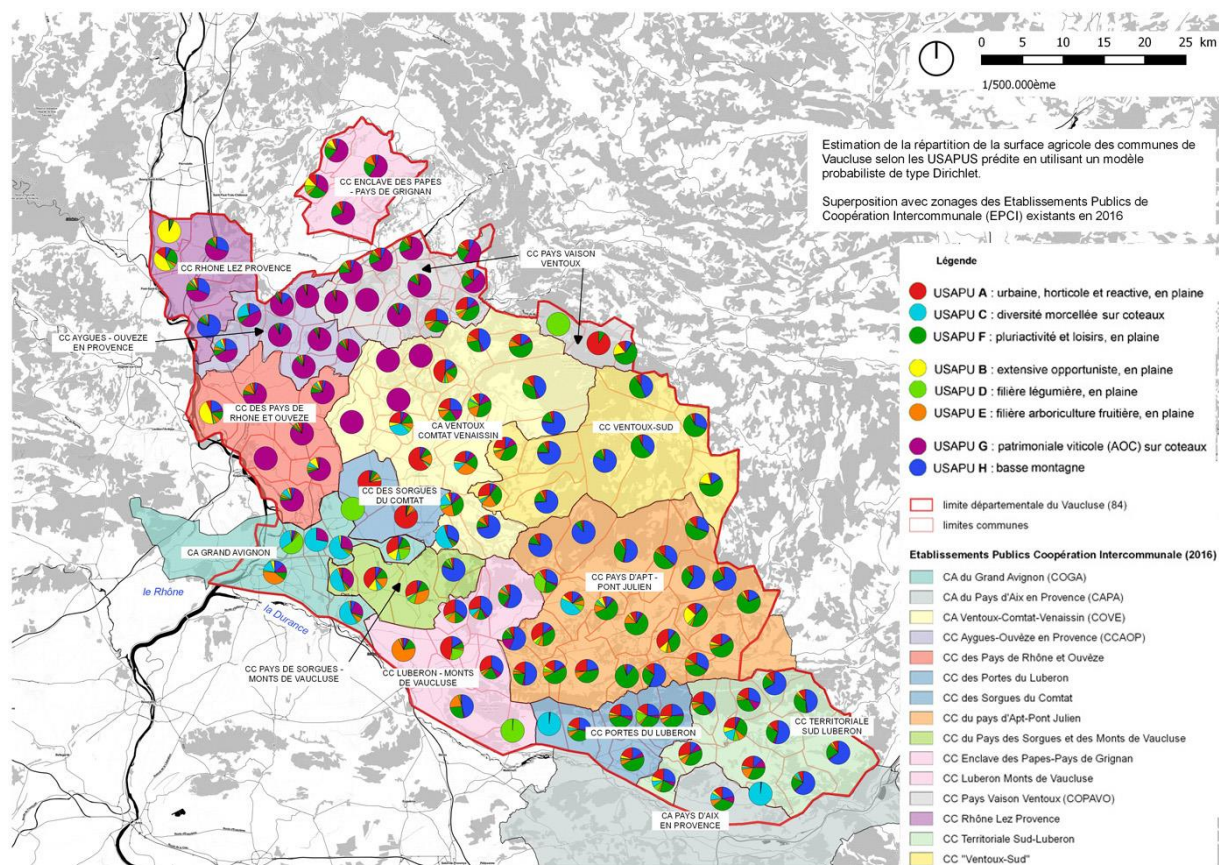 0 5 10 15 20 25 km
1/500.000ème
Estimation de la répartition de la surface agricole des communes de
Vaucluse selon les USAPUS prédite en utilisant un modèle
probabiliste de type Dirichlet.
Superposition avec zonages des Etablissements Publics de
Coopération Intercommunale (EPCI) existants en 2016
Légende
USAPU A : urbaine, horticole et reactive, en plaine
USAPU C : diversité morcellée sur coteaux
USAPU F : pluriactivité et loisirs, en plaine
USAPU B : extensive opportuniste, en plaine
USAPU D : filière légumière, en plaine
USAPU E : filière arboriculture fruitière, en plaine
USAPU G : patrimoniale viticole (AOC) sur coteaux
USAPU H : basse montagne
limite départementale du Vaucluse (84)
limites communes
Etablissements Publics Coopération Intercommunale (2016)
CA du Grand Avignon (COGA)
CA du Pays d'Aix en Provence (CAPA)
CA Ventoux-Comtat-Venaissin (COVE)
CC Aygues-Ouvèze en Provence (CCAOP)
CC des Pays de Rhône et Ouvèze
CC des Portes du Luberon
CC des Sorgues du Comtat
CC du pays d'Apt-Pont Julien
CC du Pays des Sorgues et des Monts de Vaucluse
CC Enclave des Papes-Pays de Grignan
CC Luberon Monts de Vaucluse
CC Pays Vaison Ventoux (COPAVO)
CC Rhône Lez Provence
CC Territoriale Sud-Luberon
CC "Ventoux-Sud"
CC ENCLAVE DES PAPES
- PAYS DE GRIGNAN
CC RHONE LEZ PROVENCE
CC PAYS VAISON
VENTOUX
CC AYGUES - OUVEZE
EN PROVENCE
CC DES PAYS DE
RHONE ET OUVEZE
CA VENTOUX
COMTAT VENAISSIN
CC VENTOUX-SUD
CC DES SORGUES
DU COMTAT
CA GRAND AVIGNON
CC PAYS D'APT -
PONT JULIEN
le Rhône
la Durance
CC PAYS DE SORGUES -
MONTS DE VAUCLUSE
CC LUBERON - MONTS
DE VAUCLUSE
CC PORTES DU LUBERON
CC TERRITORIALE
SUD LUBERON
CA PAYS D'AIX
EN PROVENCE